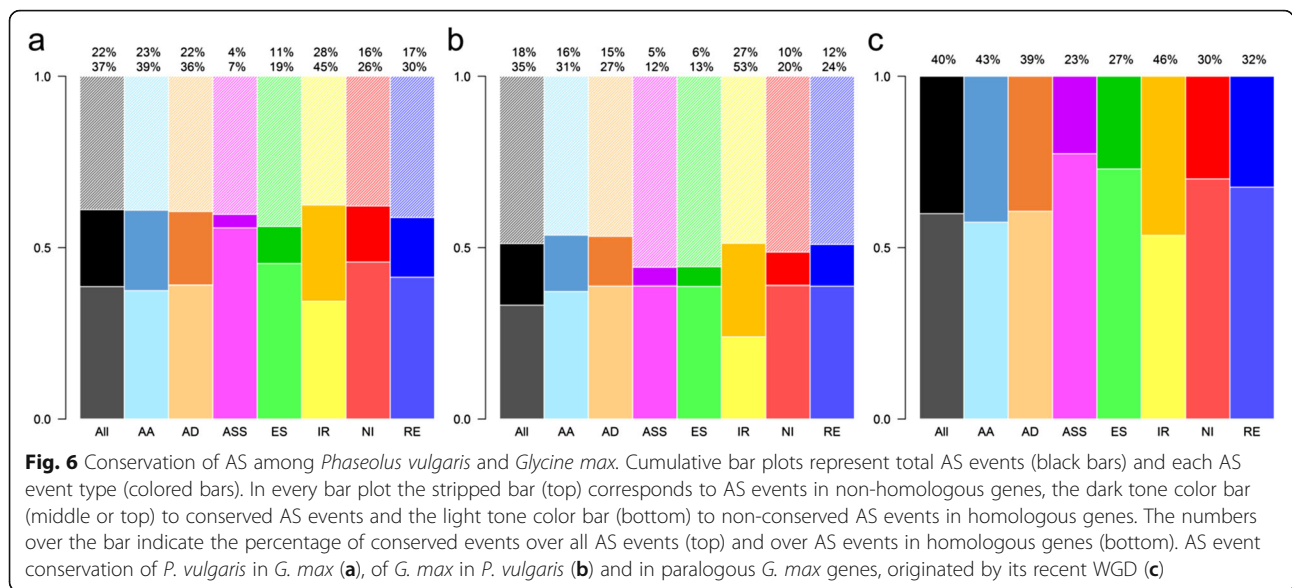 a
22% 23% 22% 4% 11% 28% 16% 17%
37% 39% 36% 7% 19% 45% 26% 30%
1.0
0.5
0.0
All AA AD ASS ES IR NI RE
b
18% 16% 15% 5% 6% 27% 10% 12%
35% 31% 27% 12% 13% 53% 20% 24%
1.0
0.5
0.0
All AA AD ASS ES IR NI RE
c
40% 43% 39% 23% 27% 46% 30% 32%
1.0
0.5
0.0
All AA AD ASS ES IR NI RE
Fig. 6 Conservation of AS among Phaseolus vulgaris and Glycine max. Cumulative bar plots represent total AS events (black bars) and each AS
event type (colored bars). In every bar plot the stripped bar (top) corresponds to AS events in non-homologous genes, the dark tone color bar
(middle or top) to conserved AS events and the light tone color bar (bottom) to non-conserved AS events in homologous genes. The numbers
over the bar indicate the percentage of conserved events over all AS events (top) and over AS events in homologous genes (bottom). AS event
conservation of P. vulgaris in G. max (a), of G. max in P. vulgaris (b) and in paralogous G. max genes, originated by its recent WGD (c)